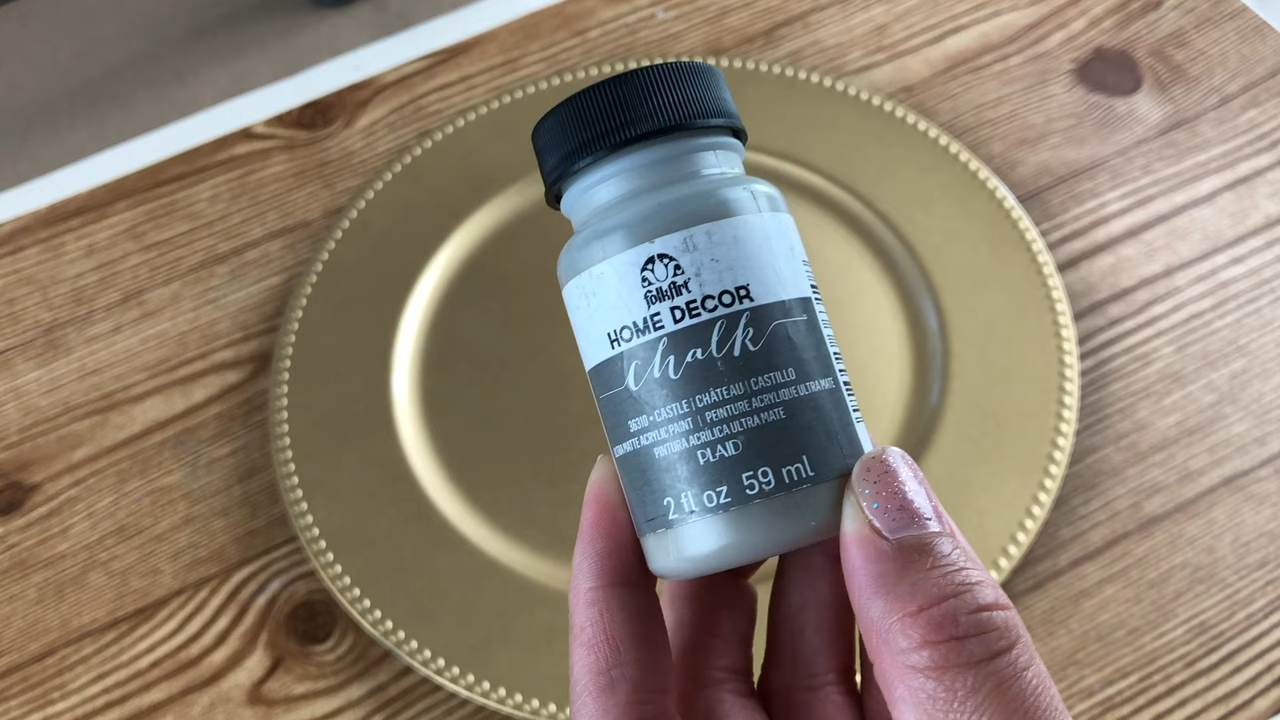 folkArt
HOME DECOR
chalk
36310 • CASTLE | CHÂTEAU | CASTILLO
ULTRA MATTE ACRYLIC PAINT | PEINTURE ACRYLIQUE ULTRA MATE
PINTURA ACRÍLICA ULTRA MATE
PLAID
2 fl oz 59 ml